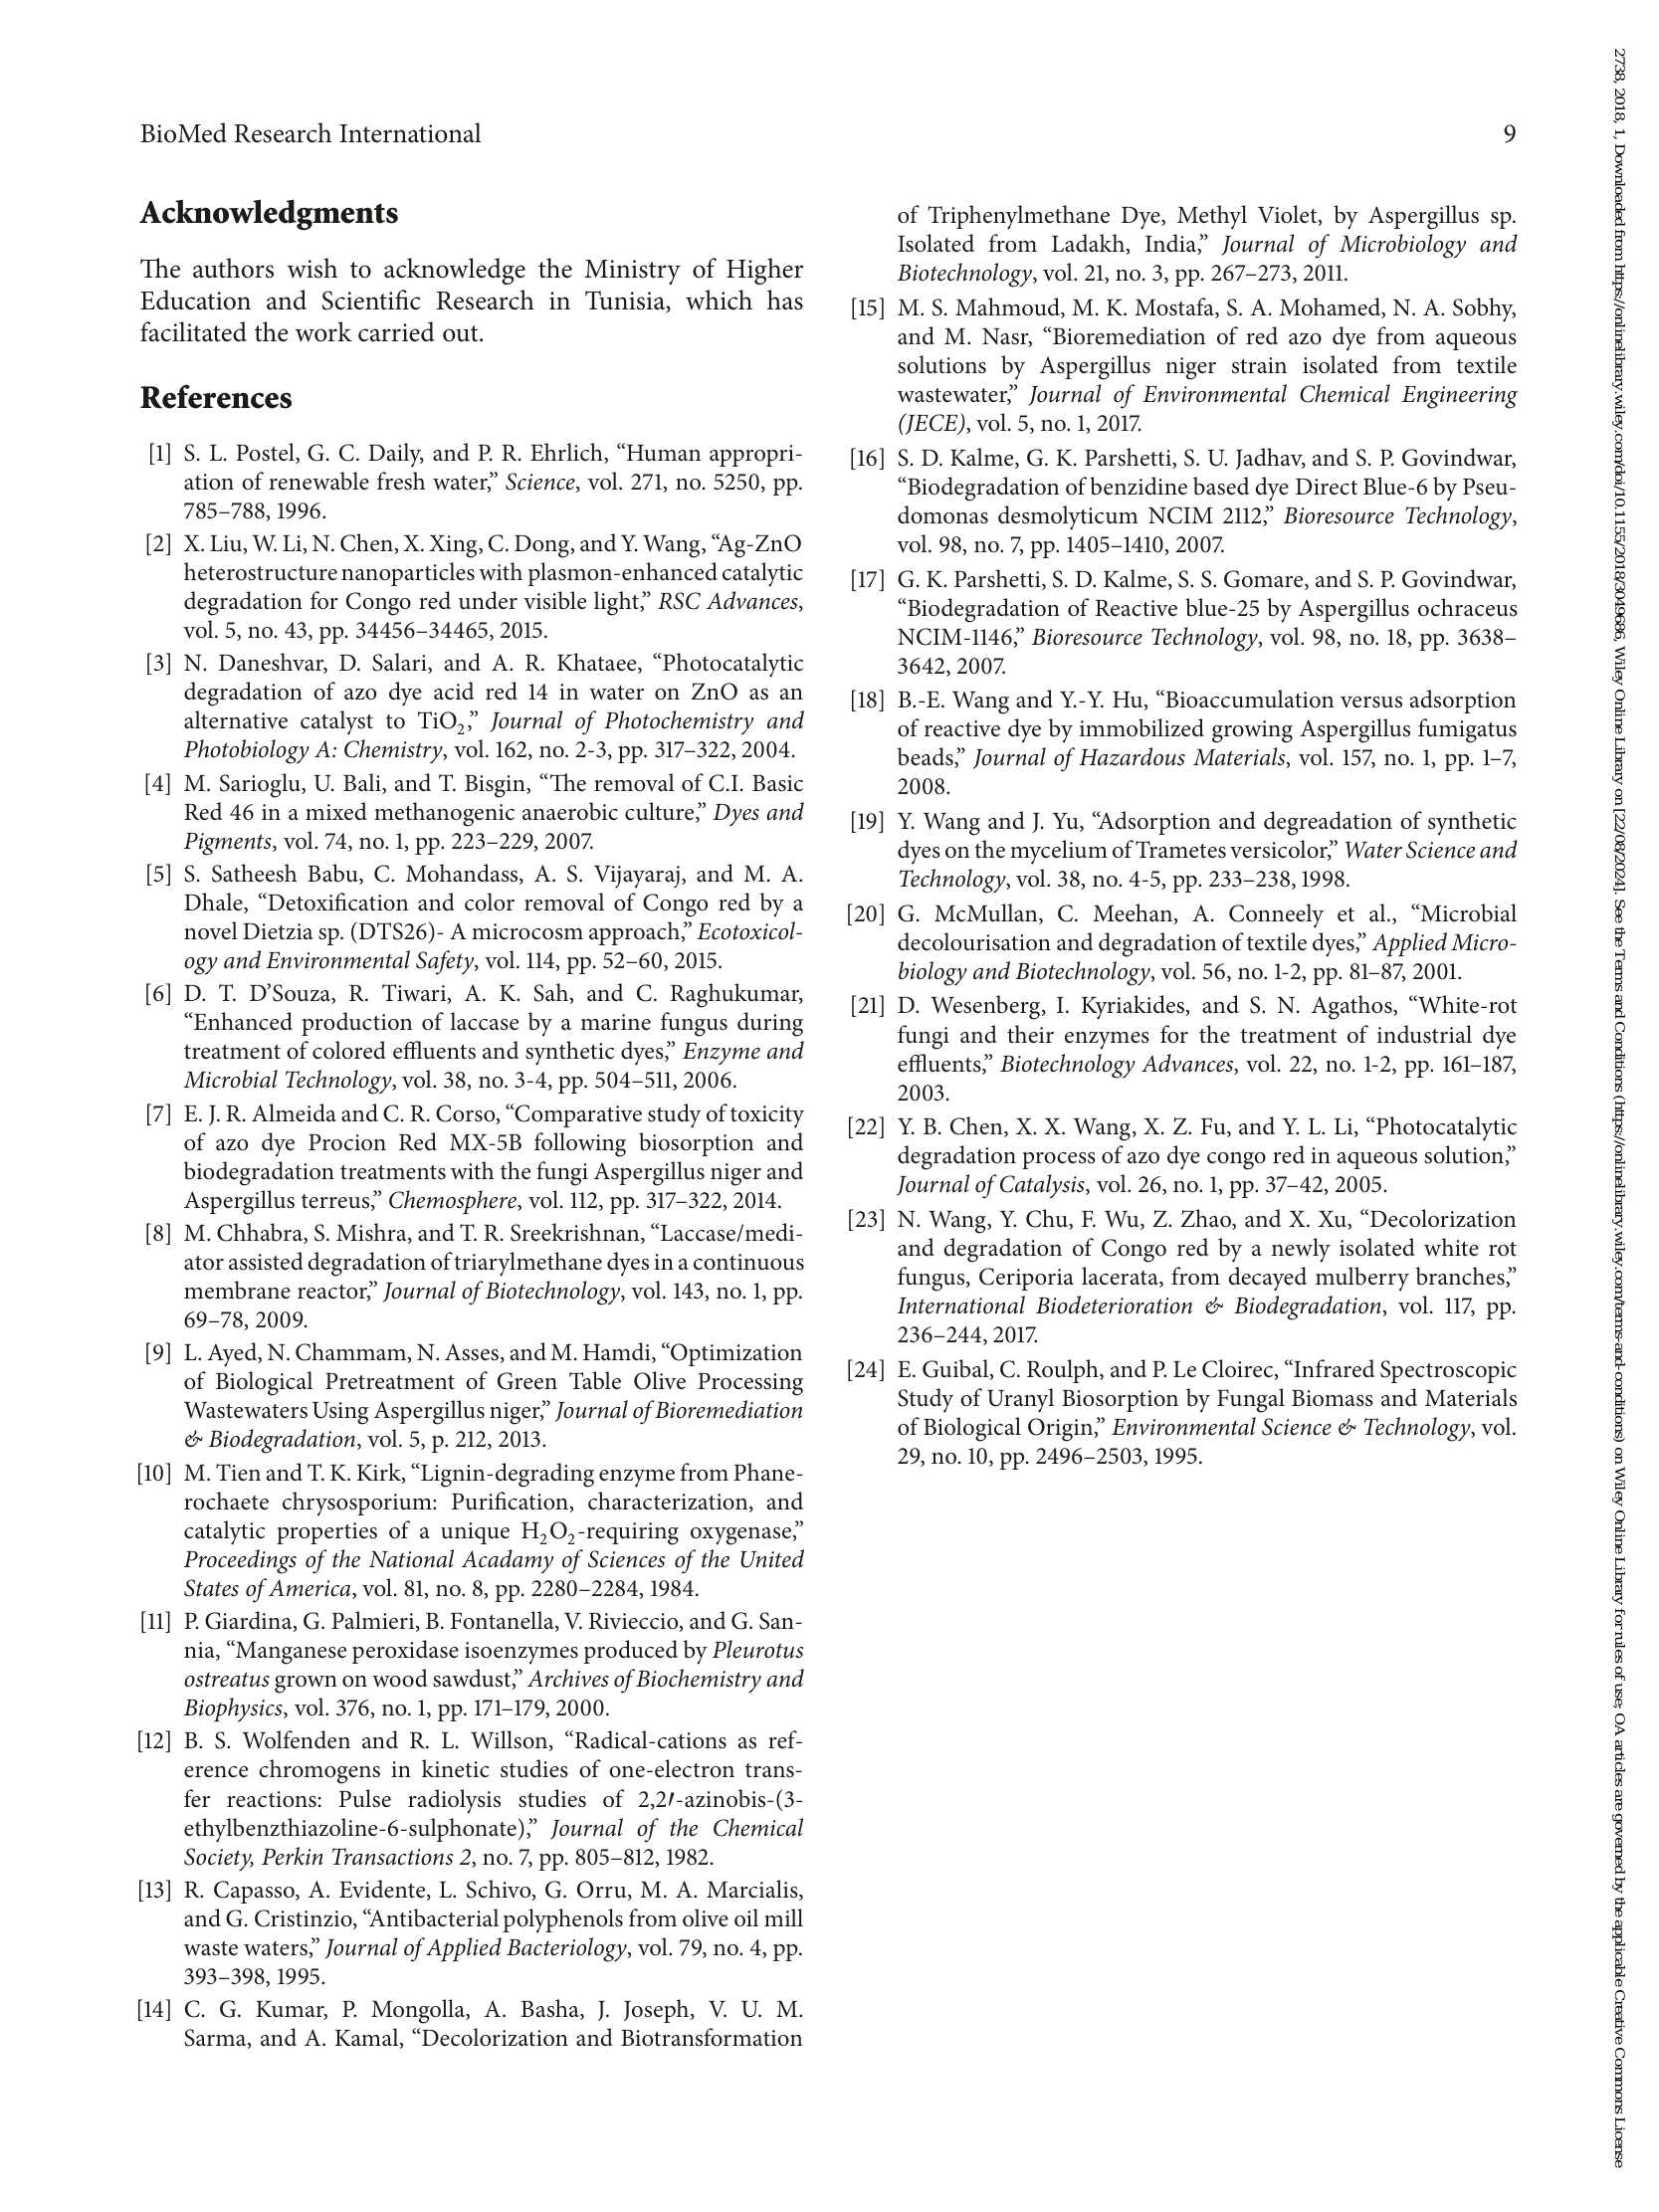 BioMed Research International
9
Acknowledgments
The authors wish to acknowledge the Ministry of Higher
Education and Scientific Research in Tunisia, which has
facilitated the work carried out.
References
[1] S. L. Postel, G. C. Daily, and P. R. Ehrlich, “Human appropri-
ation of renewable fresh water,” Science, vol. 271, no. 5250, pp.
785–788, 1996.
[2] X. Liu, W. Li, N. Chen, X. Xing, C. Dong, and Y. Wang, “Ag-ZnO
heterostructure nanoparticles with plasmon-enhanced catalytic
degradation for Congo red under visible light,” RSC Advances,
vol. 5, no. 43, pp. 34456–34465, 2015.
[3] N. Daneshvar, D. Salari, and A. R. Khataee, “Photocatalytic
degradation of azo dye acid red 14 in water on ZnO as an
alternative catalyst to TiO₂,” Journal of Photochemistry and
Photobiology A: Chemistry, vol. 162, no. 2-3, pp. 317–322, 2004.
[4] M. Sarioglu, U. Bali, and T. Bisgin, “The removal of C.I. Basic
Red 46 in a mixed methanogenic anaerobic culture,” Dyes and
Pigments, vol. 74, no. 1, pp. 223–229, 2007.
[5] S. Satheesh Babu, C. Mohandass, A. S. Vijayaraj, and M. A.
Dhale, “Detoxification and color removal of Congo red by a
novel Dietzia sp. (DTS26)- A microcosm approach,” Ecotoxicol-
ogy and Environmental Safety, vol. 114, pp. 52–60, 2015.
[6] D. T. D’Souza, R. Tiwari, A. K. Sah, and C. Raghukumar,
“Enhanced production of laccase by a marine fungus during
treatment of colored effluents and synthetic dyes,” Enzyme and
Microbial Technology, vol. 38, no. 3-4, pp. 504–511, 2006.
[7] E. J. R. Almeida and C. R. Corso, “Comparative study of toxicity
of azo dye Procion Red MX-5B following biosorption and
biodegradation treatments with the fungi Aspergillus niger and
Aspergillus terreus,” Chemosphere, vol. 112, pp. 317–322, 2014.
[8] M. Chhabra, S. Mishra, and T. R. Sreekrishnan, “Laccase/medi-
ator assisted degradation of triarylmethane dyes in a continuous
membrane reactor,” Journal of Biotechnology, vol. 143, no. 1, pp.
69–78, 2009.
[9] L. Ayed, N. Chammam, N. Asses, and M. Hamdi, “Optimization
of Biological Pretreatment of Green Table Olive Processing
Wastewaters Using Aspergillus niger,” Journal of Bioremediation
& Biodegradation, vol. 5, p. 212, 2013.
[10] M. Tien and T. K. Kirk, “Lignin-degrading enzyme from Phane-
rochaete chrysosporium: Purification, characterization, and
catalytic properties of a unique H₂O₂-requiring oxygenase,”
Proceedings of the National Acadamy of Sciences of the United
States of America, vol. 81, no. 8, pp. 2280–2284, 1984.
[11] P. Giardina, G. Palmieri, B. Fontanella, V. Rivieccio, and G. San-
nia, “Manganese peroxidase isoenzymes produced by Pleurotus
ostreatus grown on wood sawdust,” Archives of Biochemistry and
Biophysics, vol. 376, no. 1, pp. 171–179, 2000.
[12] B. S. Wolfenden and R. L. Willson, “Radical-cations as ref-
erence chromogens in kinetic studies of one-electron trans-
fer reactions: Pulse radiolysis studies of 2,2′-azinobis-(3-
ethylbenzthiazoline-6-sulphonate),” Journal of the Chemical
Society, Perkin Transactions 2, no. 7, pp. 805–812, 1982.
[13] R. Capasso, A. Evidente, L. Schivo, G. Orru, M. A. Marcialis,
and G. Cristinzio, “Antibacterial polyphenols from olive oil mill
waste waters,” Journal of Applied Bacteriology, vol. 79, no. 4, pp.
393–398, 1995.
[14] C. G. Kumar, P. Mongolla, A. Basha, J. Joseph, V. U. M.
Sarma, and A. Kamal, “Decolorization and Biotransformation
of Triphenylmethane Dye, Methyl Violet, by Aspergillus sp.
Isolated from Ladakh, India,” Journal of Microbiology and
Biotechnology, vol. 21, no. 3, pp. 267–273, 2011.
[15] M. S. Mahmoud, M. K. Mostafa, S. A. Mohamed, N. A. Sobhy,
and M. Nasr, “Bioremediation of red azo dye from aqueous
solutions by Aspergillus niger strain isolated from textile
wastewater,” Journal of Environmental Chemical Engineering
(JECE), vol. 5, no. 1, 2017.
[16] S. D. Kalme, G. K. Parshetti, S. U. Jadhav, and S. P. Govindwar,
“Biodegradation of benzidine based dye Direct Blue-6 by Pseu-
domonas desmolyticum NCIM 2112,” Bioresource Technology,
vol. 98, no. 7, pp. 1405–1410, 2007.
[17] G. K. Parshetti, S. D. Kalme, S. S. Gomare, and S. P. Govindwar,
“Biodegradation of Reactive blue-25 by Aspergillus ochraceus
NCIM-1146,” Bioresource Technology, vol. 98, no. 18, pp. 3638–
3642, 2007.
[18] B.-E. Wang and Y.-Y. Hu, “Bioaccumulation versus adsorption
of reactive dye by immobilized growing Aspergillus fumigatus
beads,” Journal of Hazardous Materials, vol. 157, no. 1, pp. 1–7,
2008.
[19] Y. Wang and J. Yu, “Adsorption and degreadation of synthetic
dyes on the mycelium of Trametes versicolor,” Water Science and
Technology, vol. 38, no. 4-5, pp. 233–238, 1998.
[20] G. McMullan, C. Meehan, A. Conneely et al., “Microbial
decolourisation and degradation of textile dyes,” Applied Micro-
biology and Biotechnology, vol. 56, no. 1-2, pp. 81–87, 2001.
[21] D. Wesenberg, I. Kyriakides, and S. N. Agathos, “White-rot
fungi and their enzymes for the treatment of industrial dye
effluents,” Biotechnology Advances, vol. 22, no. 1-2, pp. 161–187,
2003.
[22] Y. B. Chen, X. X. Wang, X. Z. Fu, and Y. L. Li, “Photocatalytic
degradation process of azo dye congo red in aqueous solution,”
Journal of Catalysis, vol. 26, no. 1, pp. 37–42, 2005.
[23] N. Wang, Y. Chu, F. Wu, Z. Zhao, and X. Xu, “Decolorization
and degradation of Congo red by a newly isolated white rot
fungus, Ceriporia lacerata, from decayed mulberry branches,”
International Biodeterioration & Biodegradation, vol. 117, pp.
236–244, 2017.
[24] E. Guibal, C. Roulph, and P. Le Cloirec, “Infrared Spectroscopic
Study of Uranyl Biosorption by Fungal Biomass and Materials
of Biological Origin,” Environmental Science & Technology, vol.
29, no. 10, pp. 2496–2503, 1995.
2738, 2018, 1, Downloaded from https://onlinelibrary.wiley.com/doi/10.1155/2018/3049686, Wiley Online Library on [22/08/2024]. See the Terms and Conditions (https://onlinelibrary.wiley.com/terms-and-conditions) on Wiley Online Library for rules of use; OA articles are governed by the applicable Creative Commons License